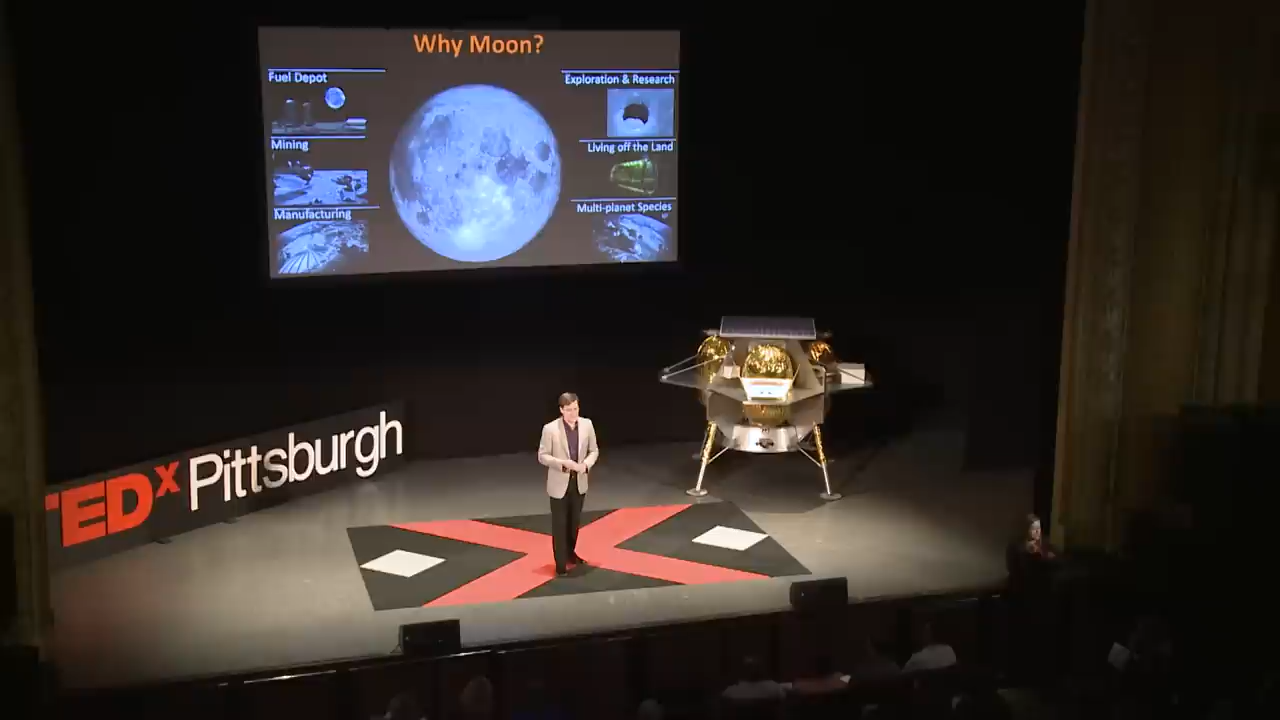 Why Moon?
Fuel Depot
Mining
Manufacturing
Exploration & Research
Living off the Land
Multi-planet Species
TEDx Pittsburgh